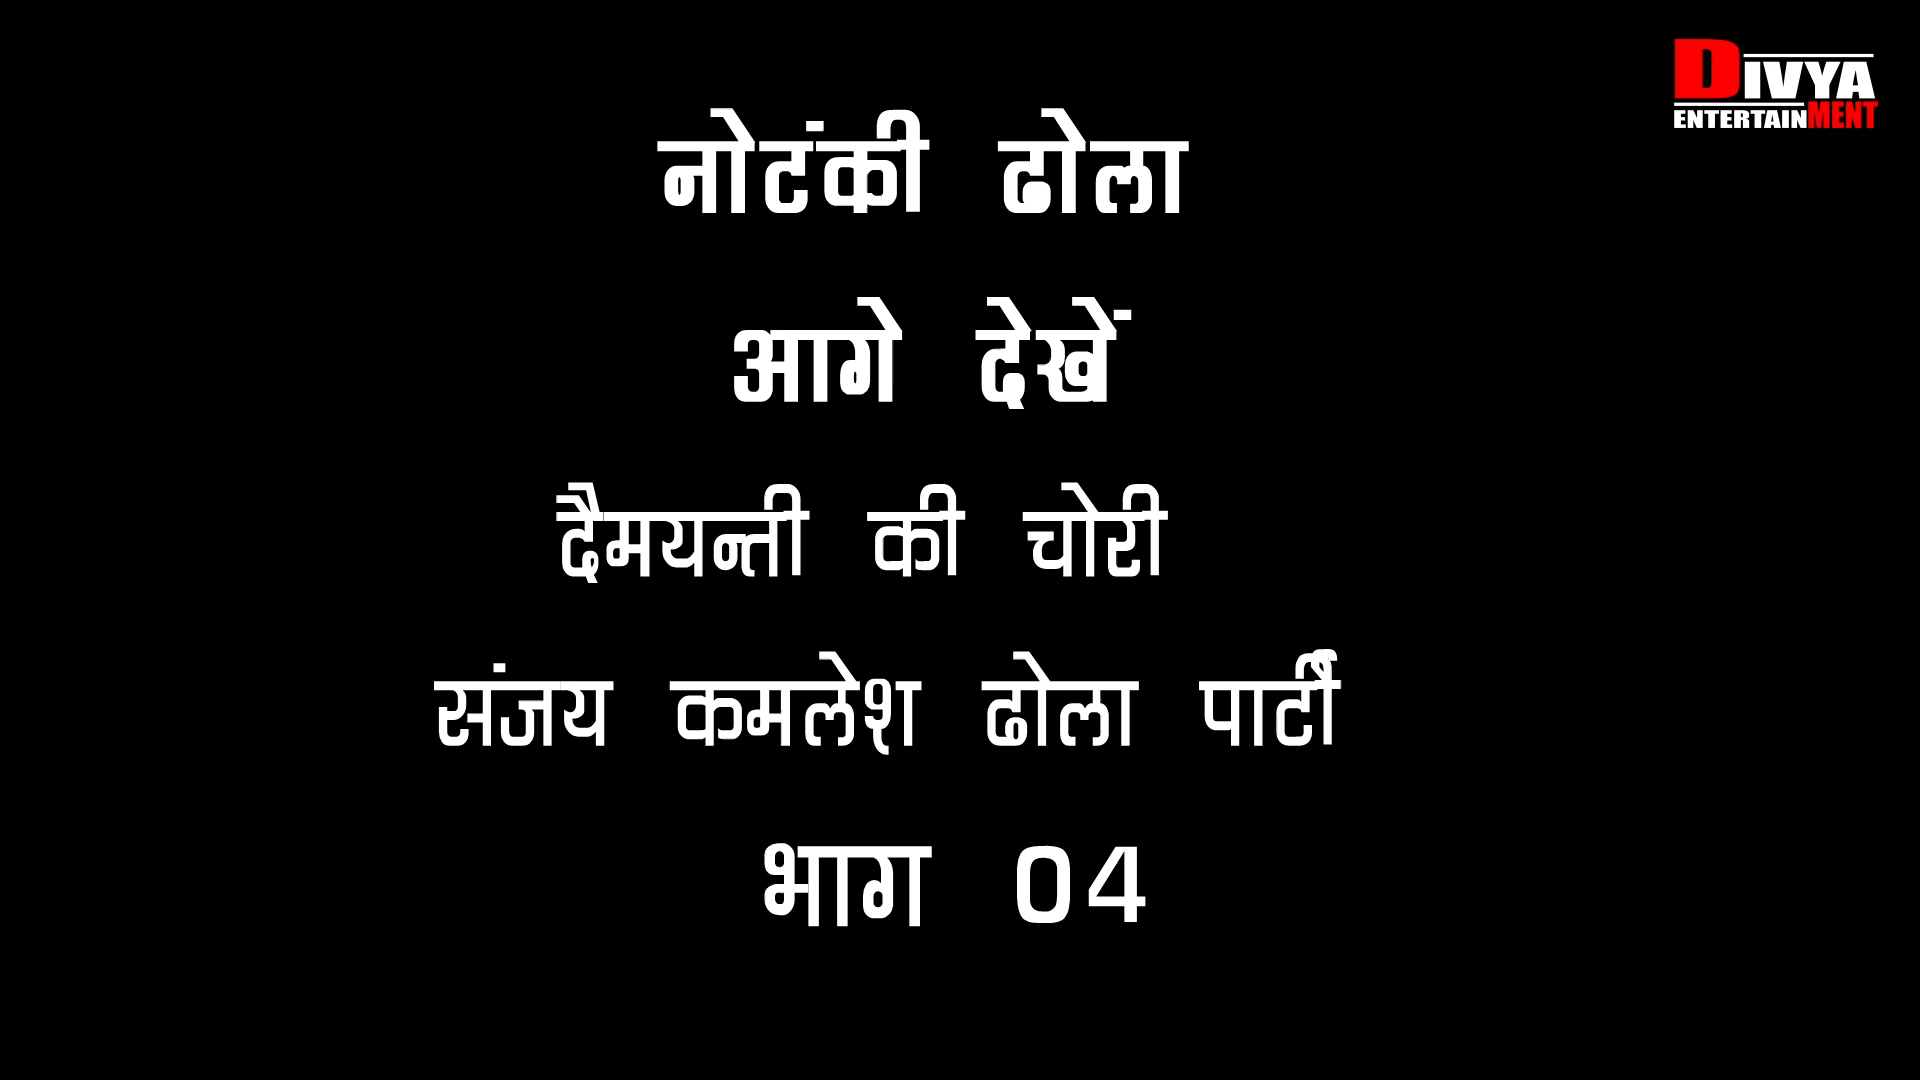 DIVYA
ENTERTAINMENT
नोटंकी ढोला
आगे देखें
दैमयन्ती की चोरी
संजय कमलेश ढोला पार्टी
भाग 04